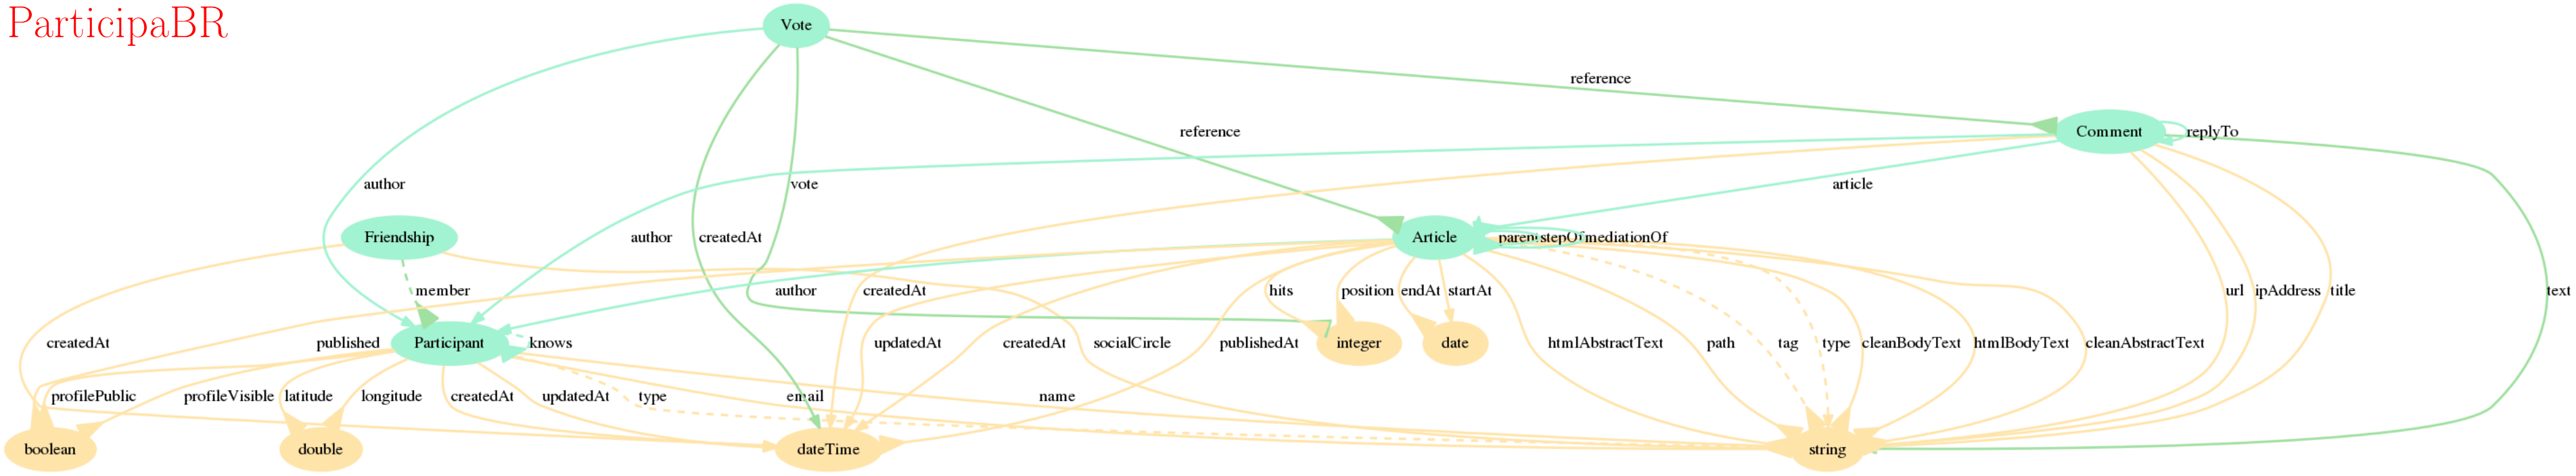 ParticipaBR
Vote
reference
Comment
replyTo
reference
author
vote
article
Friendship
author
createdAt
Article
parent
stepOf
mediationOf
member
author
createdAt
hits
position
endAt
startAt
url
ipAddress
title
text
createdAt
published
Participant
knows
updatedAt
createdAt
socialCircle
publishedAt
integer
date
htmlAbstractText
path
tag
type
cleanBodyText
htmlBodyText
cleanAbstractText
profilePublic
profileVisible
latitude
longitude
createdAt
updatedAt
type
email
name
boolean
double
dateTime
string